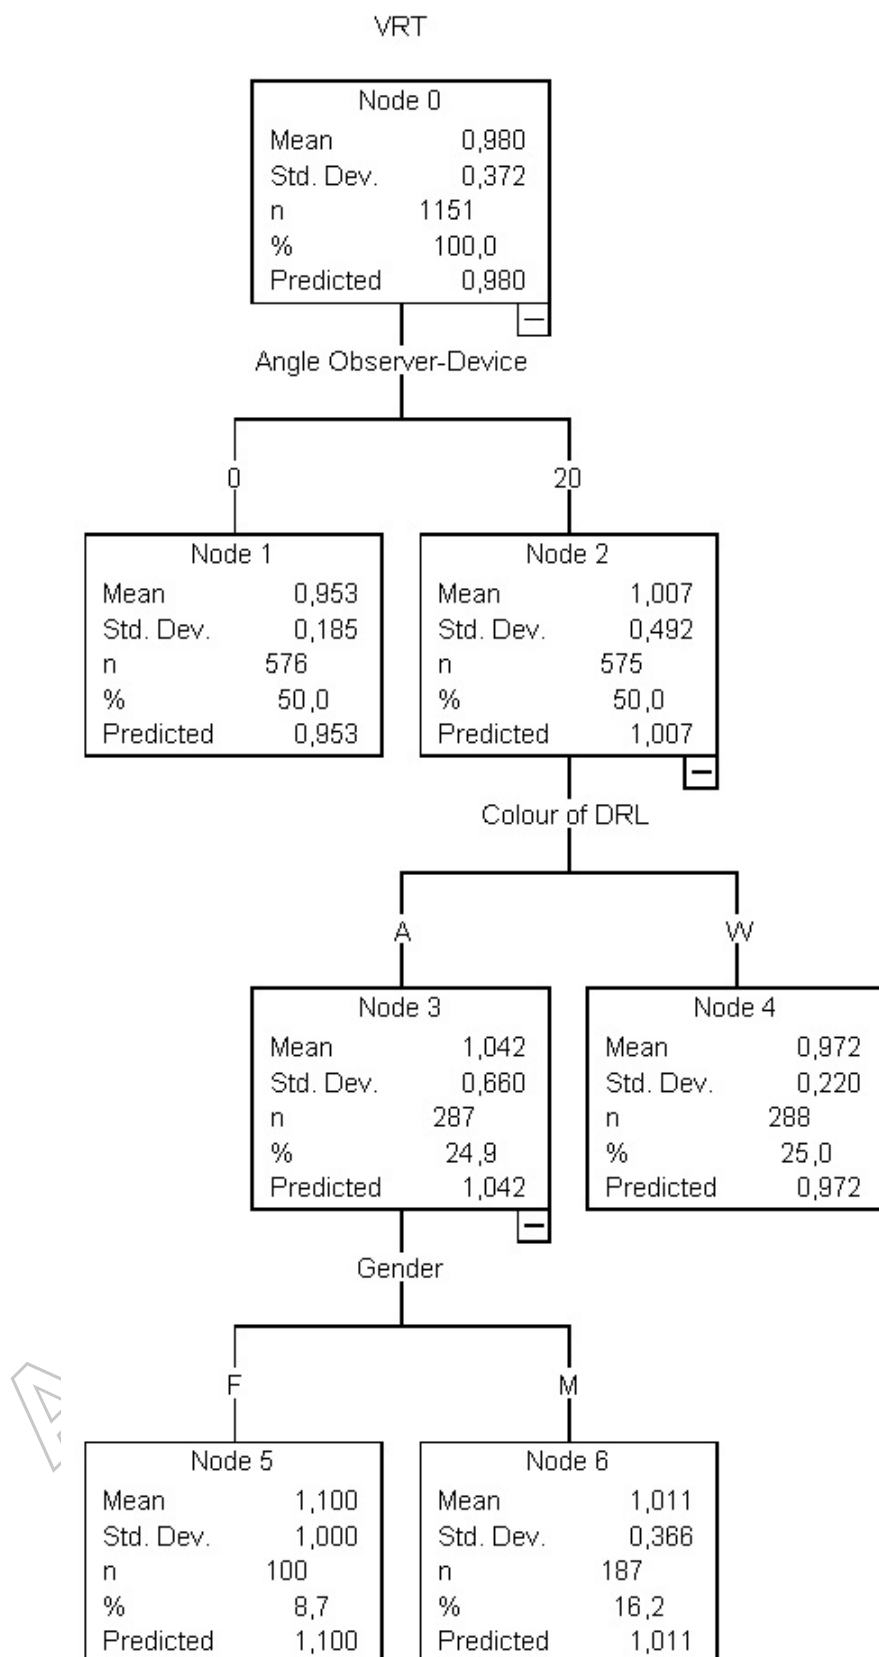 VRT
Node 0
Mean 0,980
Std. Dev. 0,372
n 1151
% 100,0
Predicted 0,980
Angle Observer-Device
0 20
Node 1
Mean 0,953
Std. Dev. 0,185
n 576
% 50,0
Predicted 0,953
Node 2
Mean 1,007
Std. Dev. 0,492
n 575
% 50,0
Predicted 1,007
Colour of DRL
A W
Node 3
Mean 1,042
Std. Dev. 0,660
n 287
% 24,9
Predicted 1,042
Node 4
Mean 0,972
Std. Dev. 0,220
n 288
% 25,0
Predicted 0,972
Gender
F M
Node 5
Mean 1,100
Std. Dev. 1,000
n 100
% 8,7
Predicted 1,100
Node 6
Mean 1,011
Std. Dev. 0,366
n 187
% 16,2
Predicted 1,011